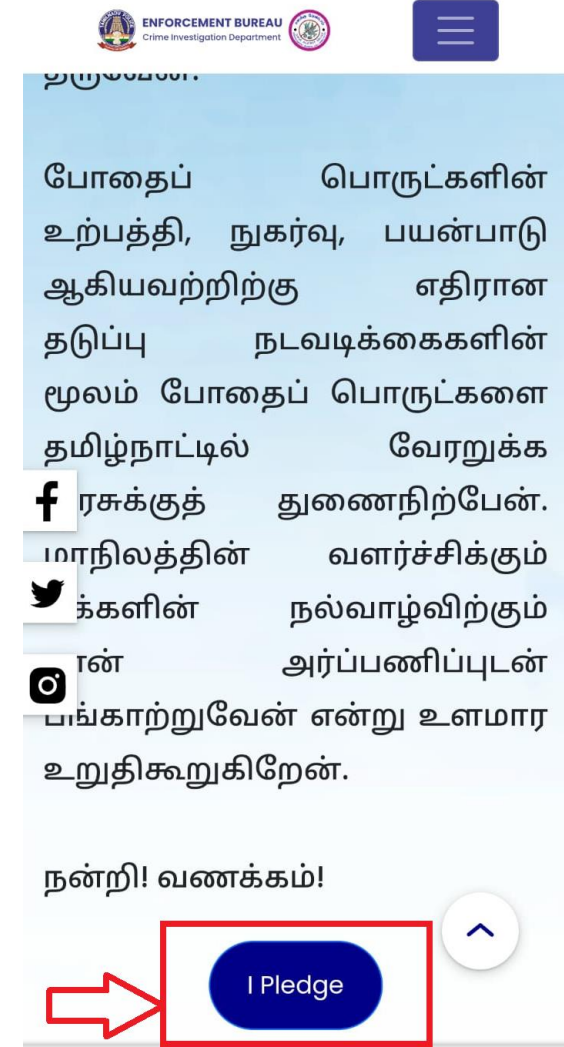 ENFORCEMENT BUREAU
Crime Investigation Department
போதைப் பொருட்களின்
உற்பத்தி, நுகர்வு, பயன்பாடு
ஆகியவற்றிற்கு எதிரான
தடுப்பு நடவடிக்கைகளின்
மூலம் போதைப் பொருட்களை
தமிழ்நாட்டில் வேரறுக்க
துணைநிற்பேன்.
மாநிலத்தின் வளர்ச்சிக்கும்
நல்வாழ்விற்கும்
அர்ப்பணிப்புடன்
என்று உளமார
உறுதிகூறுகிறேன்.
நன்றி! வணக்கம்!
I Pledge